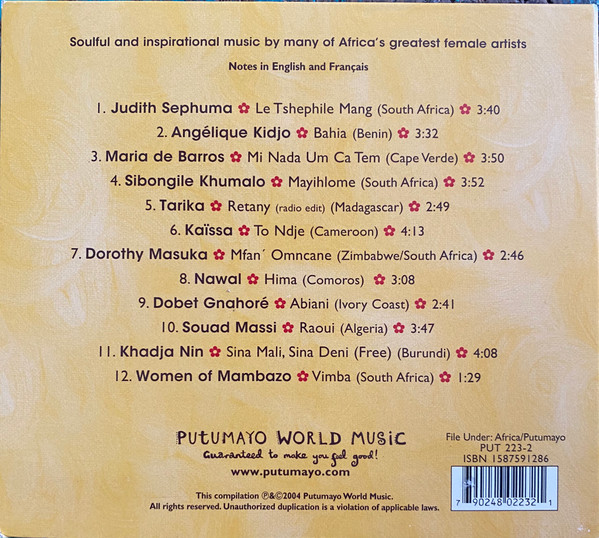 Soulful and inspirational music by many of Africa's greatest female artists
Notes in English and Français
1. Judith Sephuma ✿ Le Tshephile Mang (South Africa) ✿ 3:40
2. Angélique Kidjo ✿ Bahia (Benin) ✿ 3:32
3. Maria de Barros ✿ Mi Nada Um Ca Tem (Cape Verde) ✿ 3:50
4. Sibongile Khumalo ✿ Mayihlome (South Africa) ✿ 3:52
5. Tarika ✿ Retany (radio edit) (Madagascar) ✿ 2:49
6. Kaïssa ✿ To Ndje (Cameroon) ✿ 4:13
7. Dorothy Masuka ✿ Mfan´ Omncane (Zimbabwe/South Africa) ✿ 2:46
8. Nawal ✿ Hima (Comoros) ✿ 3:08
9. Dobet Gnahoré ✿ Abiani (Ivory Coast) ✿ 2:41
10. Souad Massi ✿ Raoui (Algeria) ✿ 3:47
11. Khadja Nin ✿ Sina Mali, Sina Deni (Free) (Burundi) ✿ 4:08
12. Women of Mambazo ✿ Vimba (South Africa) ✿ 1:29
PUTUMAYO WORLD MUSIC
Guaranteed to make you feel good!
www.putumayo.com
This compilation ℗&©2004 Putumayo World Music.
All rights reserved. Unauthorized duplication is a violation of applicable laws.
File Under: Africa/Putumayo
PUT 223-2
ISBN 1587591286
7 90248 02232 1